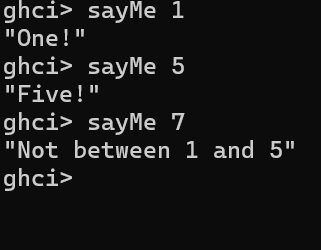 ghci> sayMe 1
"One!"
ghci> sayMe 5
"Five!"
ghci> sayMe 7
"Not between 1 and 5"
ghci>